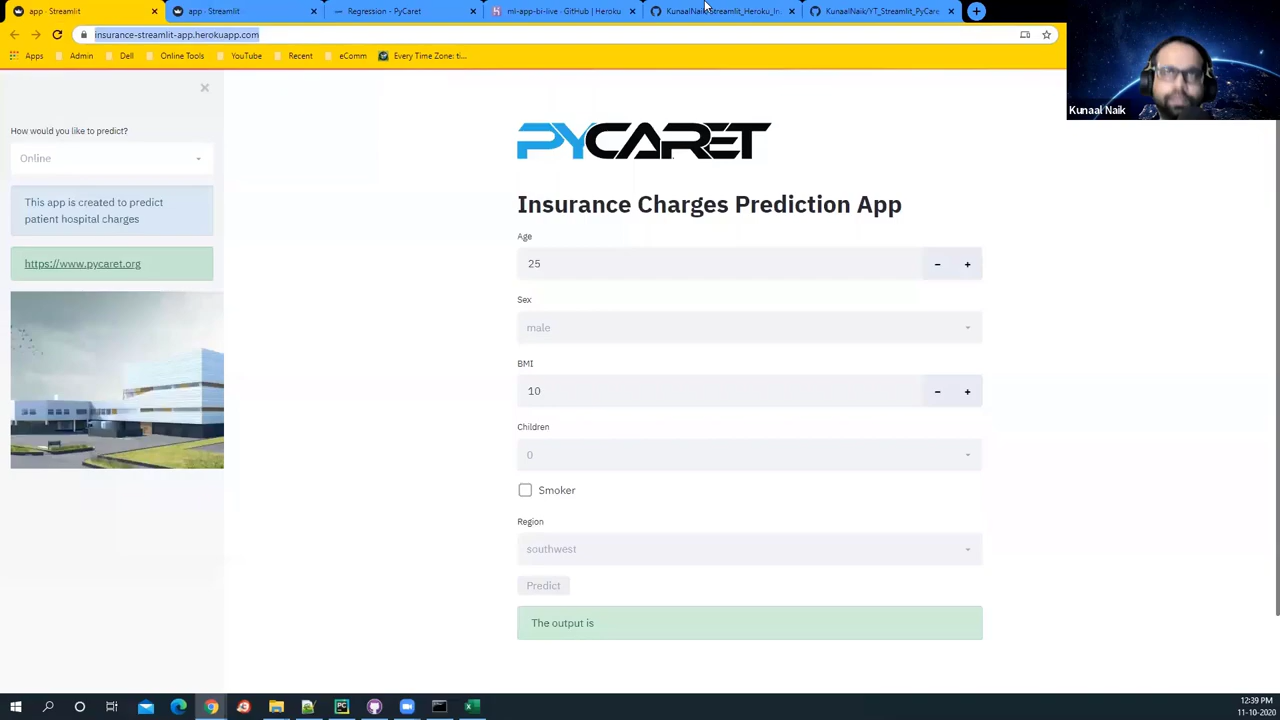 app - Streamlit
app - Streamlit
Regression - PyCaret
ml-app-bi-live - GitHub | Heroku
KunaalNaik/Streamlit_Heroku_In
KunaalNaik/YT_Streamlit_PyCare
insurance-streamlit-app.herokuapp.com
Apps Admin Dell Online Tools YouTube Recent eComm Every Time Zone: ti...
Kunaal Naik
How would you like to predict?
Online
This app is created to predict
patient hospital charges
https://www.pycaret.org
PYCARET
Insurance Charges Prediction App
Age
25
Sex
male
BMI
10
Children
0
Smoker
Region
southwest
Predict
The output is
12:39 PM
11-10-2020